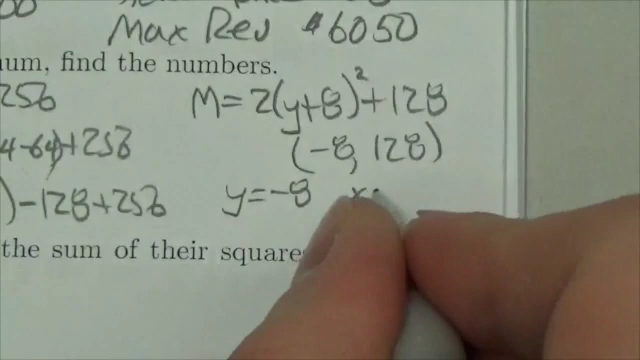 Max Rev $6050
num, find the numbers.
256 M=2(y+8)²+128
4-64)+256 (-8, 128)
)-128+256 y=-8 x
the sum of their square